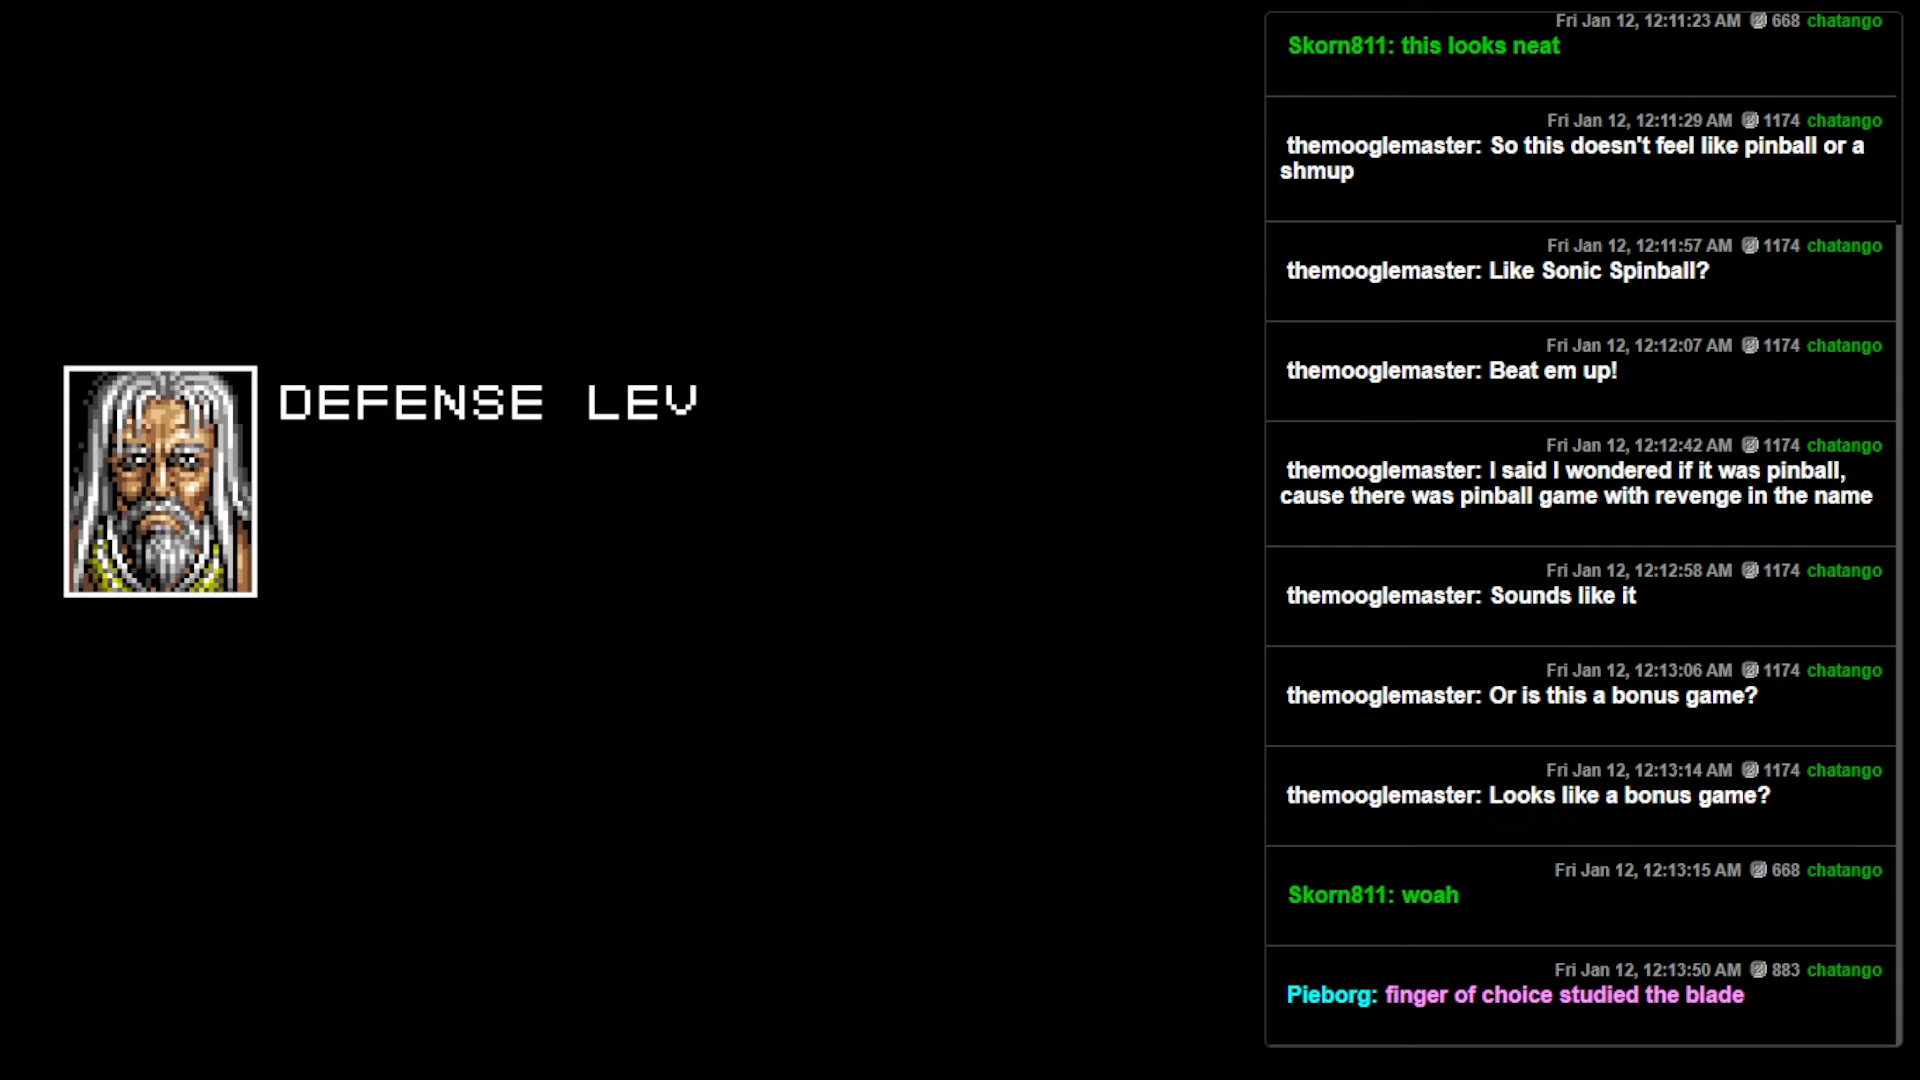 DEFENSE LEV
Fri Jan 12, 12:11:23 AM 668 chatango
Skorn811: this looks neat
Fri Jan 12, 12:11:29 AM 1174 chatango
themooglemaster: So this doesn't feel like pinball or a
shmup
Fri Jan 12, 12:11:57 AM 1174 chatango
themooglemaster: Like Sonic Spinball?
Fri Jan 12, 12:12:07 AM 1174 chatango
themooglemaster: Beat em up!
Fri Jan 12, 12:12:42 AM 1174 chatango
themooglemaster: I said I wondered if it was pinball,
cause there was pinball game with revenge in the name
Fri Jan 12, 12:12:58 AM 1174 chatango
themooglemaster: Sounds like it
Fri Jan 12, 12:13:06 AM 1174 chatango
themooglemaster: Or is this a bonus game?
Fri Jan 12, 12:13:14 AM 1174 chatango
themooglemaster: Looks like a bonus game?
Fri Jan 12, 12:13:15 AM 668 chatango
Skorn811: woah
Fri Jan 12, 12:13:50 AM 883 chatango
Pieborg: finger of choice studied the blade